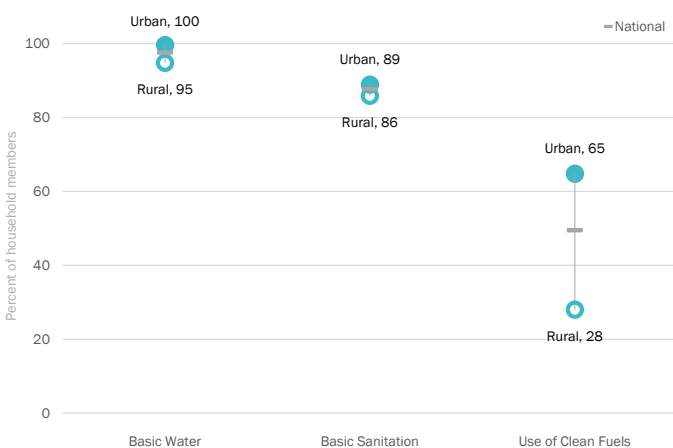 Urban, 100
National
100
Urban, 89
Rural, 95
80
Rural, 86
Urban, 65
60
Percent of household members
40
Rural, 28
20
0
Basic Water
Basic Sanitation
Use of Clean Fuels